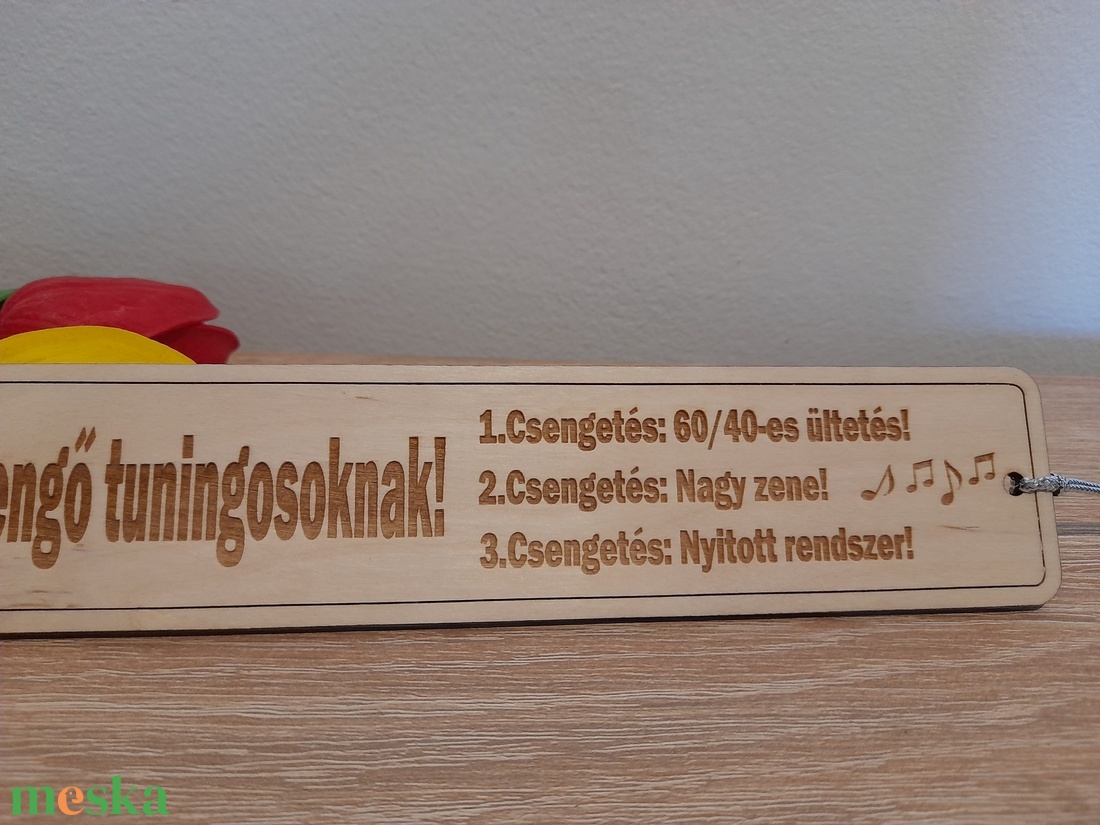 engő tuningosoknak!
1.Csengetés: 60/40-es ültetés!
2.Csengetés: Nagy zene!
3.Csengetés: Nyitott rendszer!
meska